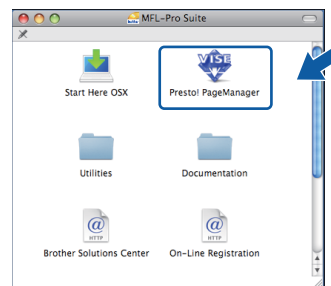 MFL-Pro Suite
VISE
Start Here OSX
Presto! PageManager
Utilities
Documentation
@
HTTP
@
HTTP
Brother Solutions Center
On-Line Registration